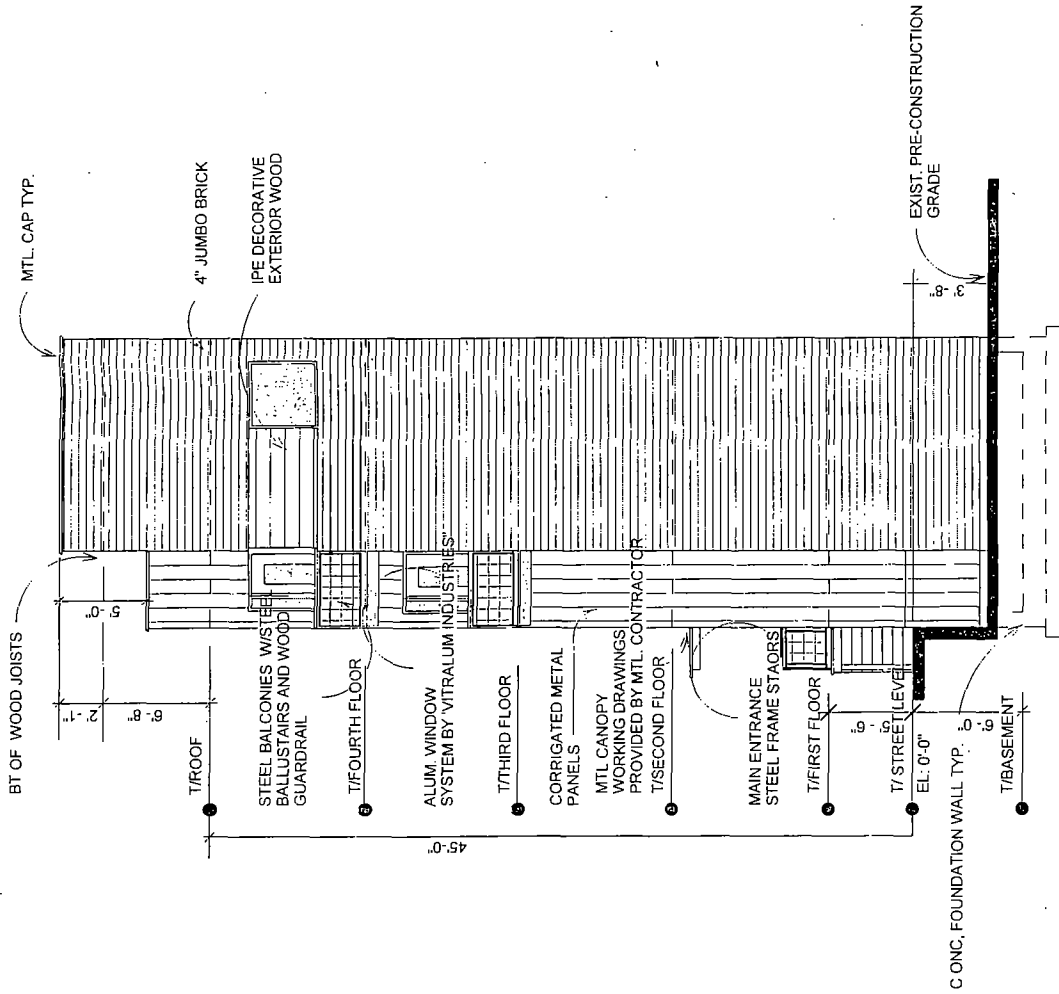 MTL. CAP TYP.
BT OF WOOD JOISTS
4" JUMBO BRICK
IPE DECORATIVE
EXTERIOR WOOD
5'-0"
2'-1"
6'-8"
T/ROOF
STEEL BALCONIES W/STEEL
BALLUSTAIRS AND WOOD
GUARDRAIL
T/FOURTH FLOOR
ALUM. WINDOW
SYSTEM BY VITRALUM INDUSTRIES
T/THIRD FLOOR
CORRIGATED METAL
PANELS
MTL CANOPY
WORKING DRAWINGS
PROVIDED BY MTL. CONTRACTOR
T/SECOND FLOOR
45'-0"
MAIN ENTRANCE
STEEL FRAME STAORS
T/FIRST FLOOR
5'-6"
T/ STREET LEVEL
EL: 0'-0"
C ONC, FOUNDATION WALL TYP.
6'-0"
T/BASEMENT
3'-8"
EXIST. PRE-CONSTRUCTION
GRADE